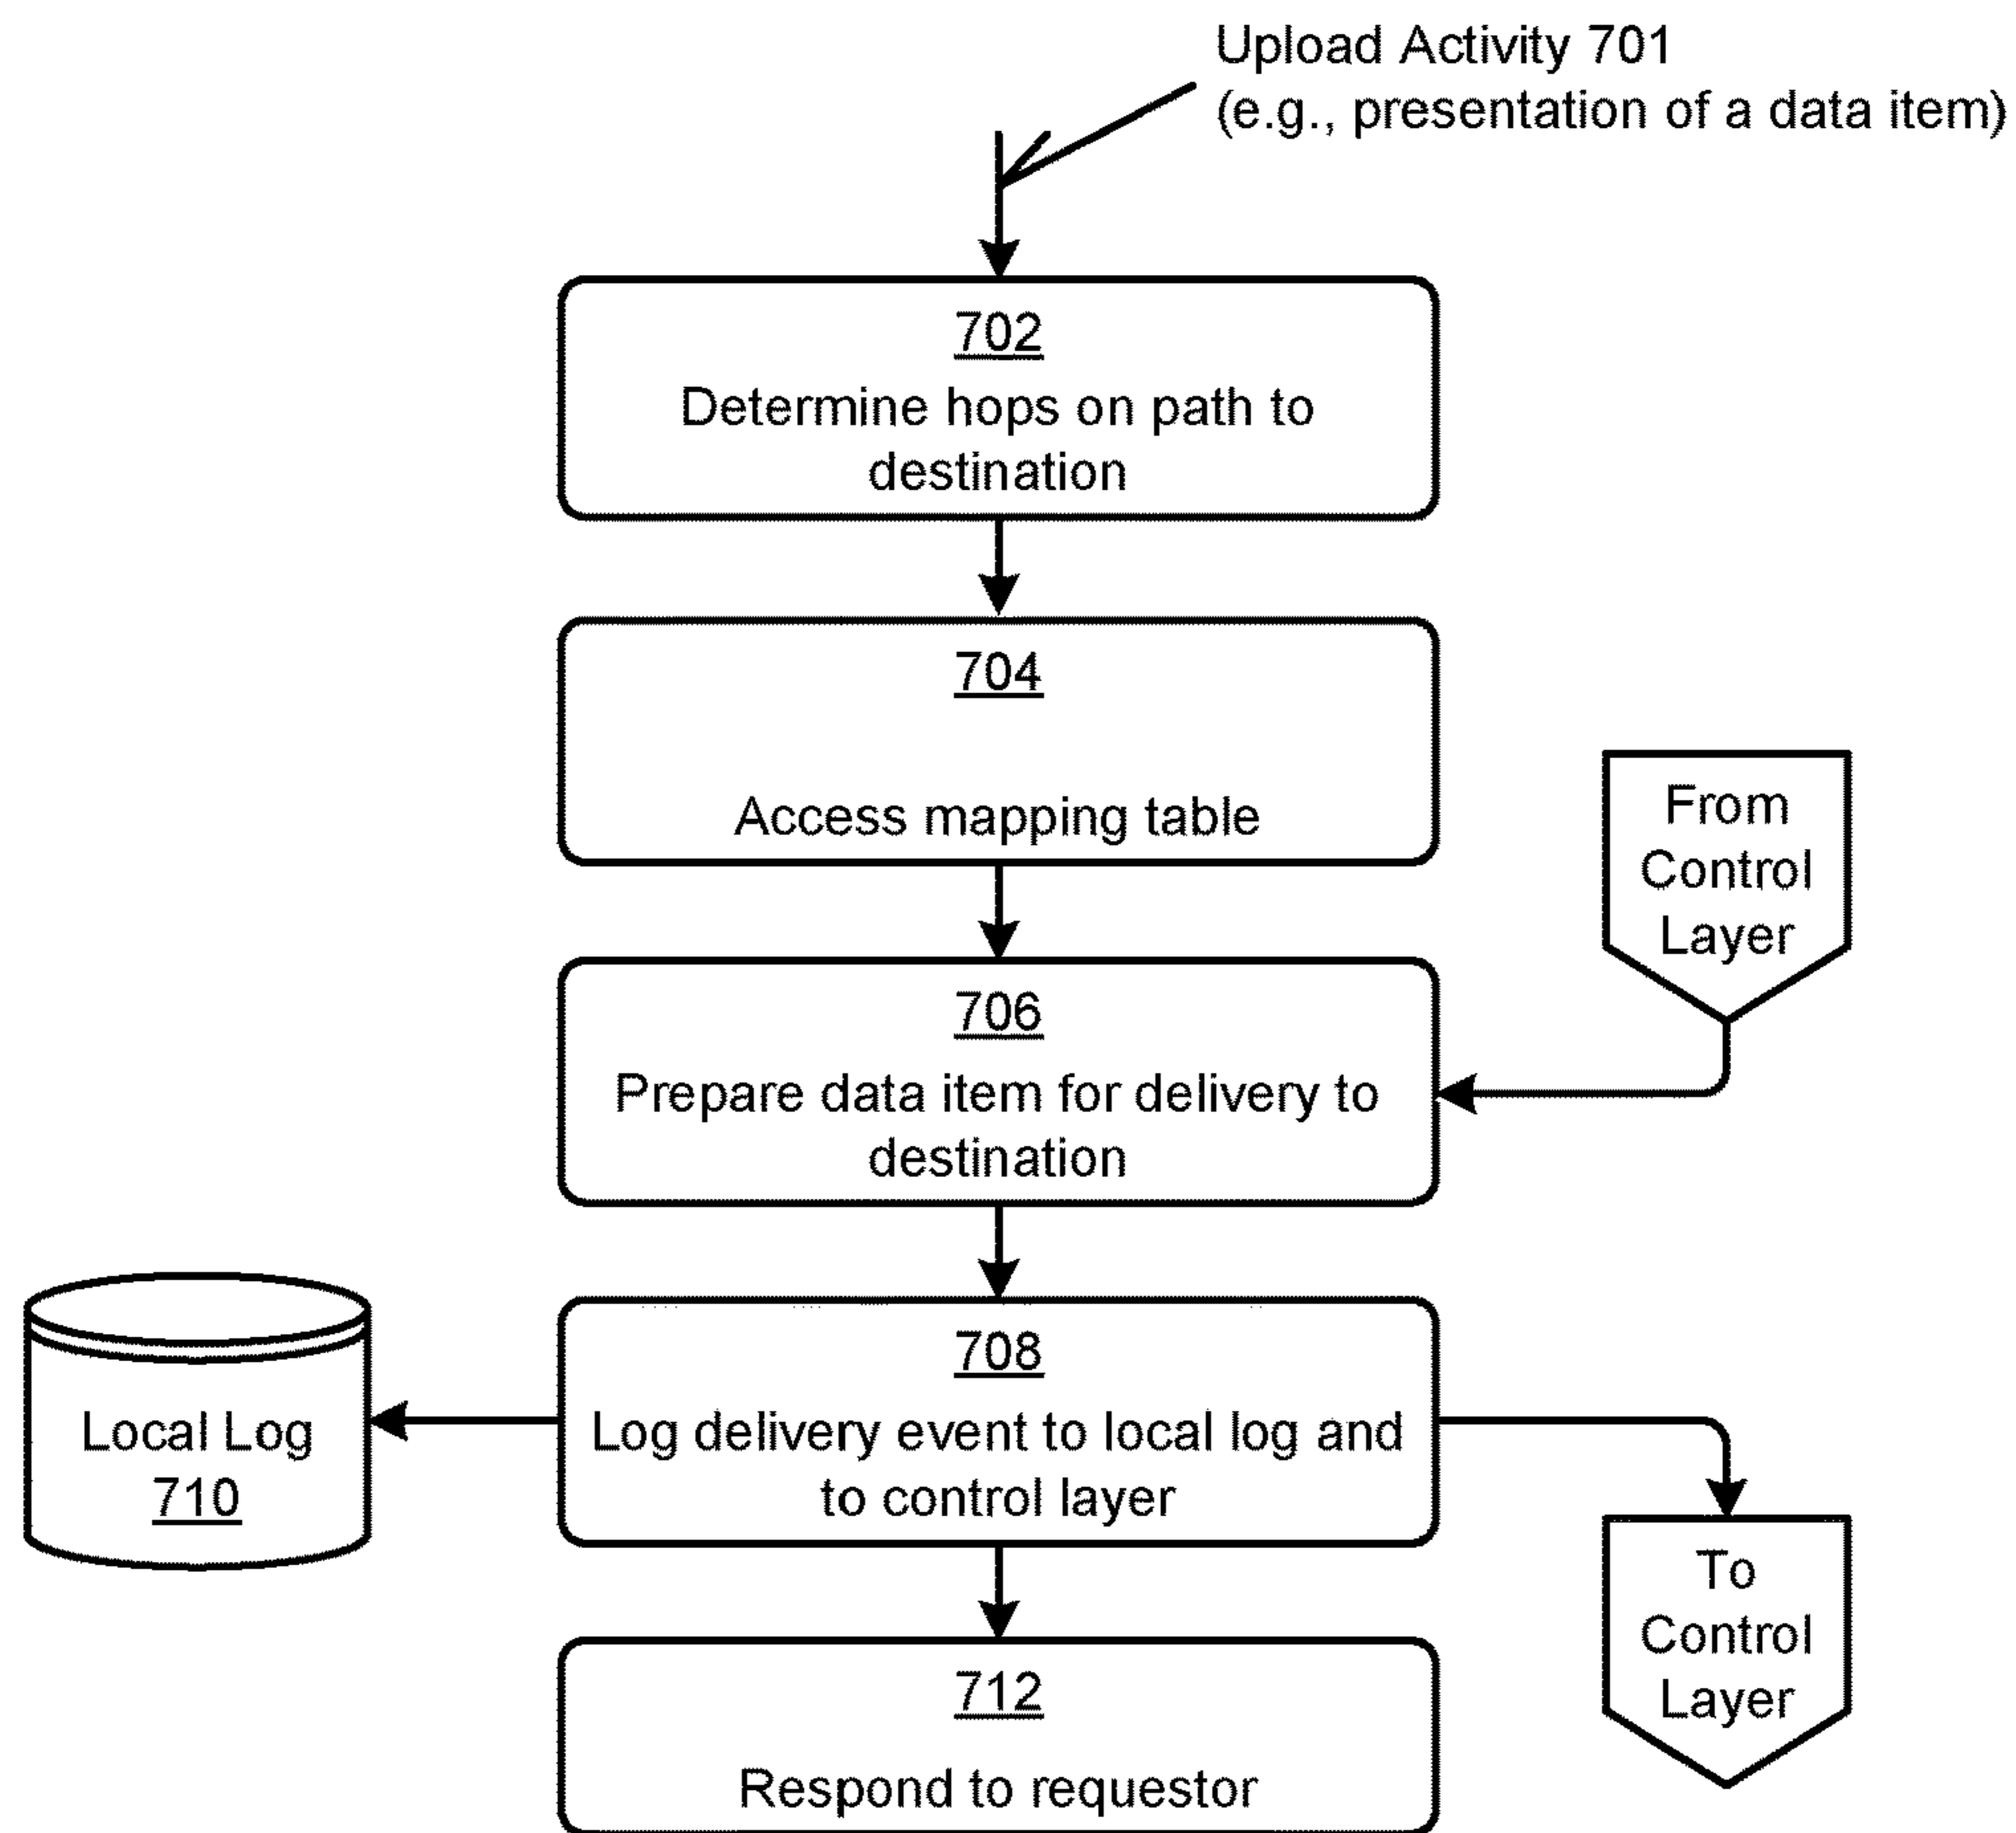 Upload Activity 701
(e.g., presentation of a data item)
702
Determine hops on path to
destination
704
Access mapping table
From
Control
Layer
706
Prepare data item for delivery to
destination
708
Log delivery event to local log and
to control layer
Local Log
710
To
Control
Layer
712
Respond to requestor